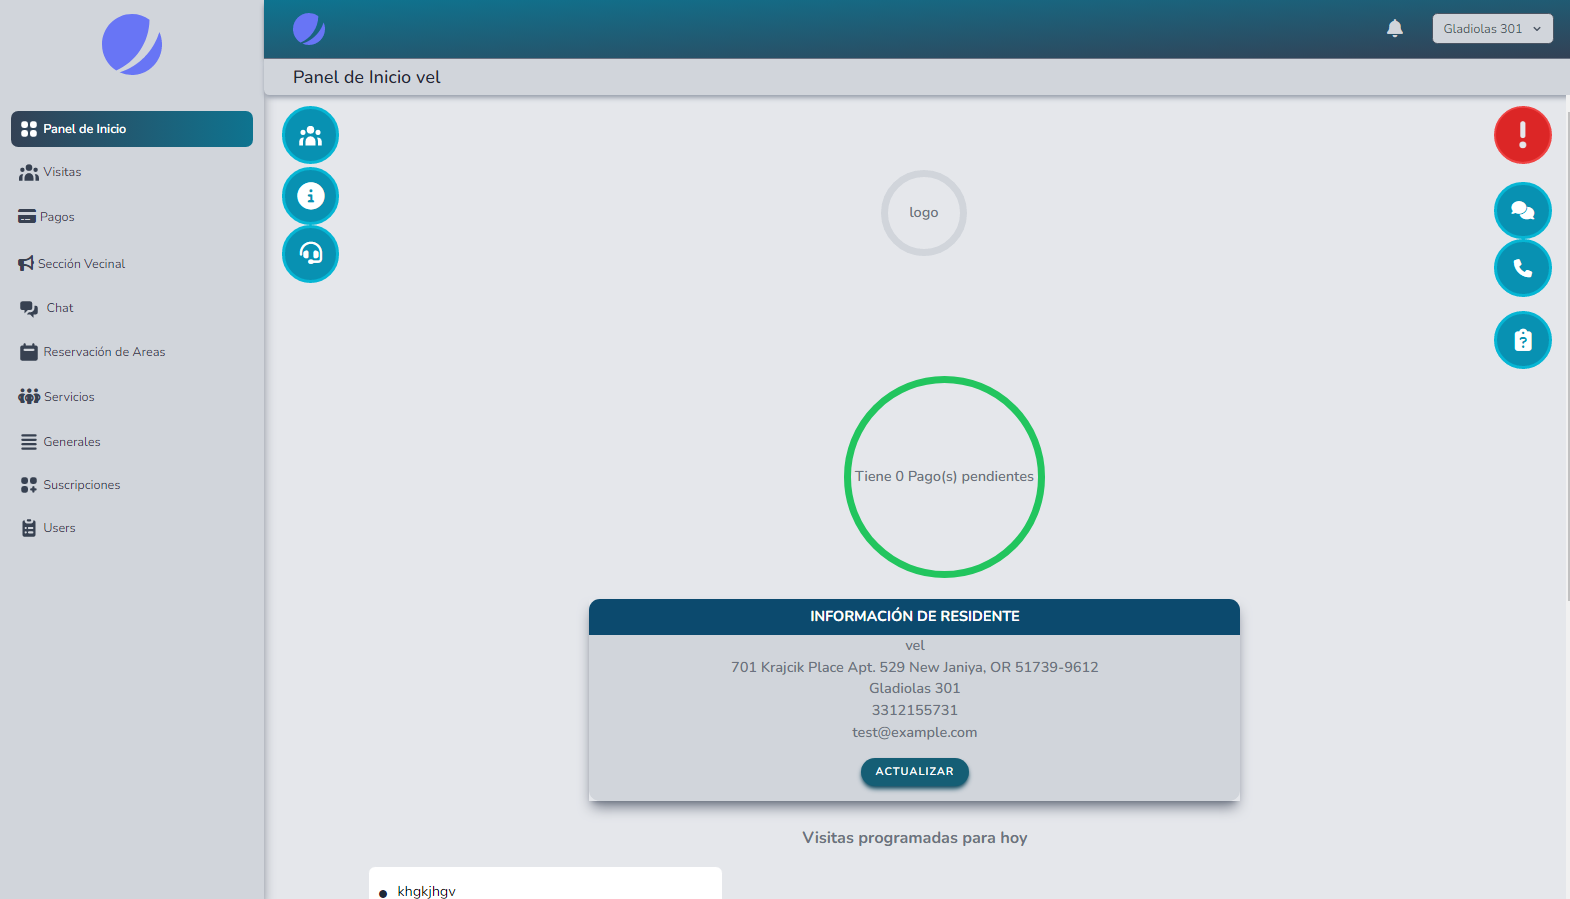 Gladiolas 301
Panel de Inicio vel
Panel de Inicio
Visitas
Pagos
Sección Vecinal
Chat
Reservación de Areas
Servicios
Generales
Suscripciones
Users
logo
Tiene 0 Pago(s) pendientes
INFORMACIÓN DE RESIDENTE
vel
701 Krajcik Place Apt. 529 New Janiya, OR 51739-9612
Gladiolas 301
3312155731
test@example.com
ACTUALIZAR
Visitas programadas para hoy
khgkjhgv